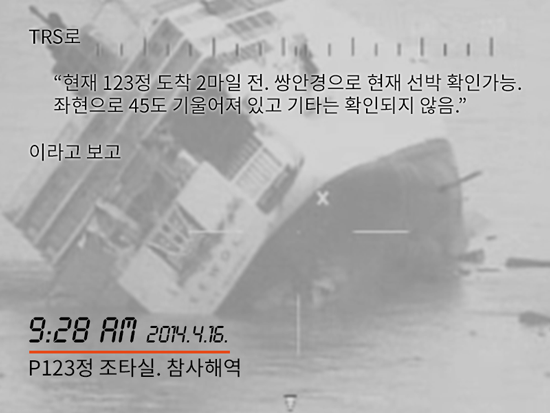 TRS로
“현재 123정 도착 2마일 전. 쌍안경으로 현재 선박 확인가능.
좌현으로 45도 기울어져 있고 기타는 확인되지 않음.”
이라고 보고
9:28 AM 2014.4.16.
P123정 조타실. 참사해역